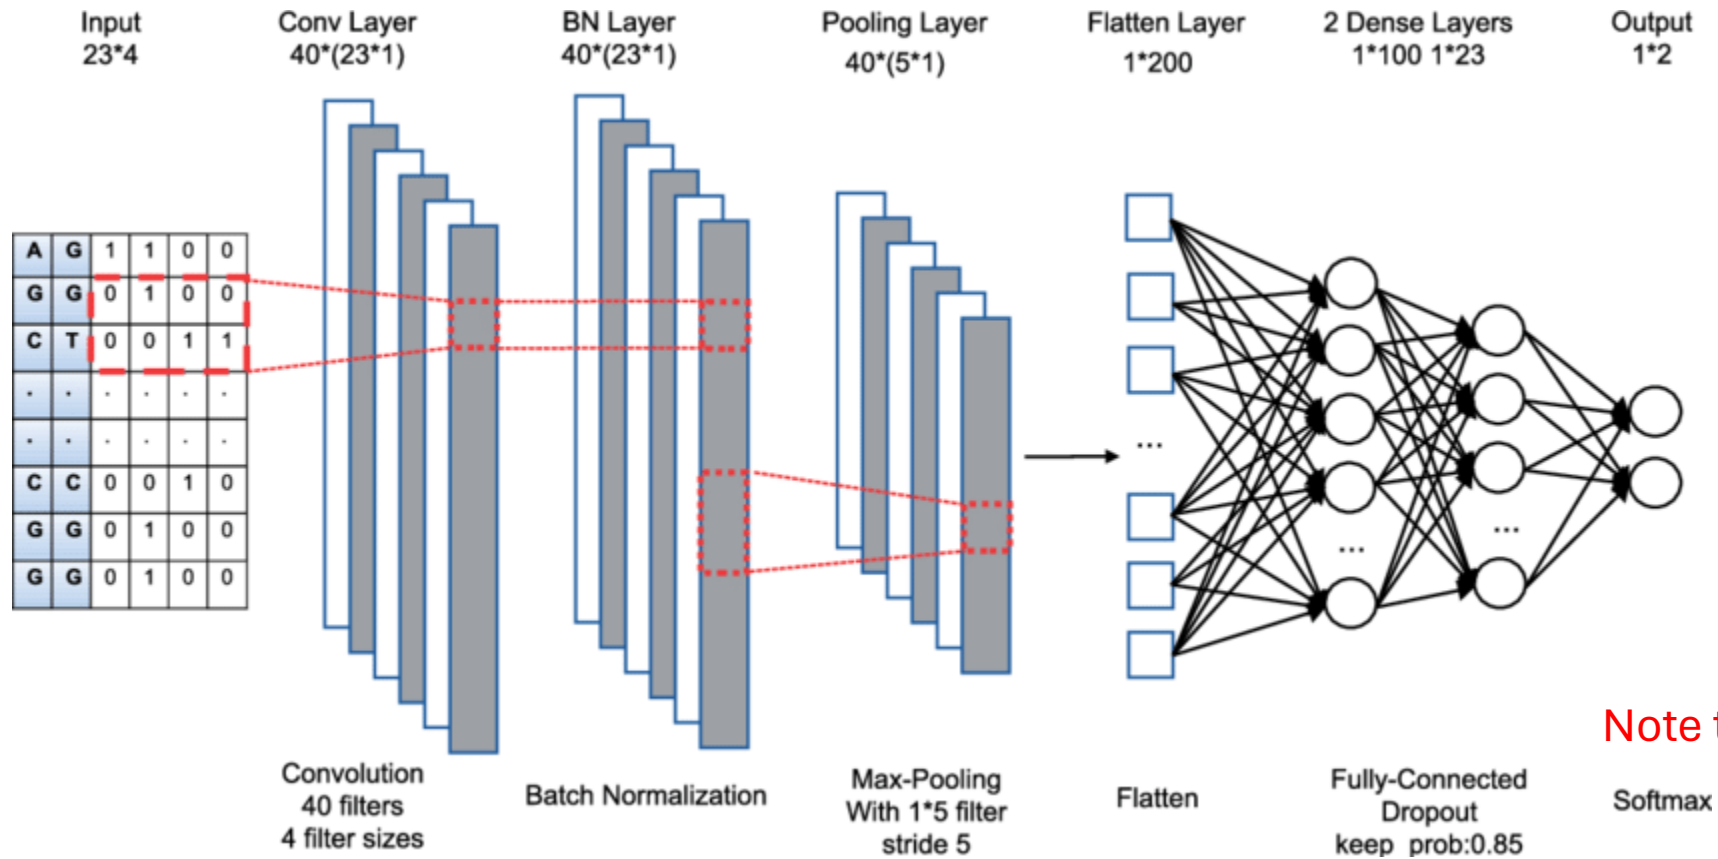 Input
23*4
Conv Layer
40*(23*1)
BN Layer
40*(23*1)
Pooling Layer
40*(5*1)
Flatten Layer
1*200
2 Dense Layers
1*100 1*23
Output
1*2
A G 1 1 0 0
G G 0 1 0 0
C T 0 0 1 1
. . . . . .
. . . . . .
C C 0 0 1 0
G G 0 1 0 0
G G 0 1 0 0
...
...
...
Note
Convolution
40 filters
4 filter sizes
Batch Normalization
Max-Pooling
With 1*5 filter
stride 5
Flatten
Fully-Connected
Dropout
keep_prob:0.85
Softmax